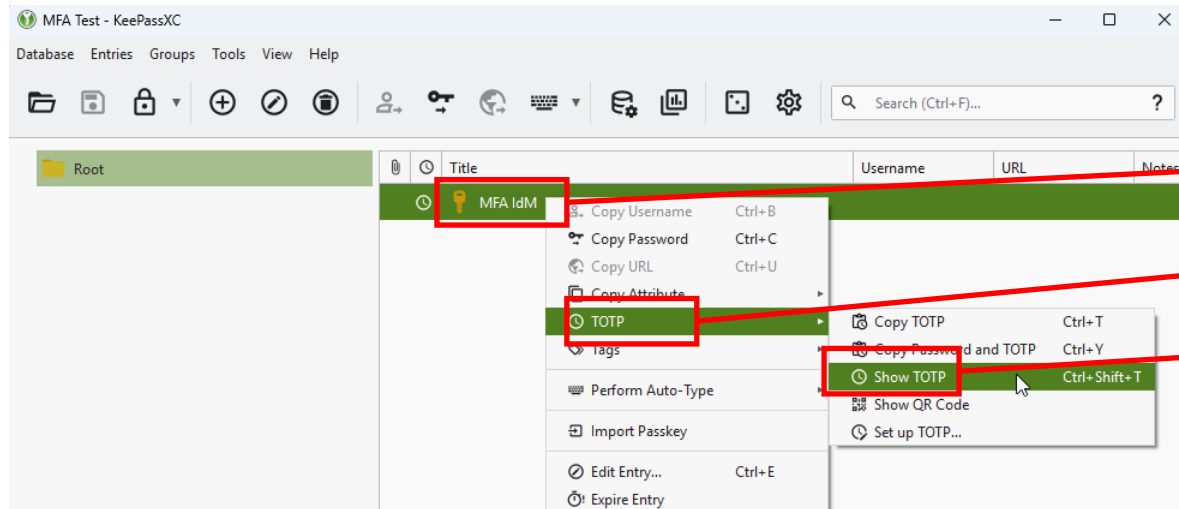 MFA Test - KeePassXC
Database Entries Groups Tools View Help
Search (Ctrl+F)... ?
Root
Title Username URL Notes
MFA IdM
Copy Username Ctrl+B
Copy Password Ctrl+C
Copy URL Ctrl+U
Copy Attribute
TOTP
Tags
Perform Auto-Type
Import Passkey
Edit Entry... Ctrl+E
Expire Entry
Copy TOTP Ctrl+T
Copy Password and TOTP Ctrl+Y
Show TOTP Ctrl+Shift+T
Show QR Code
Set up TOTP...